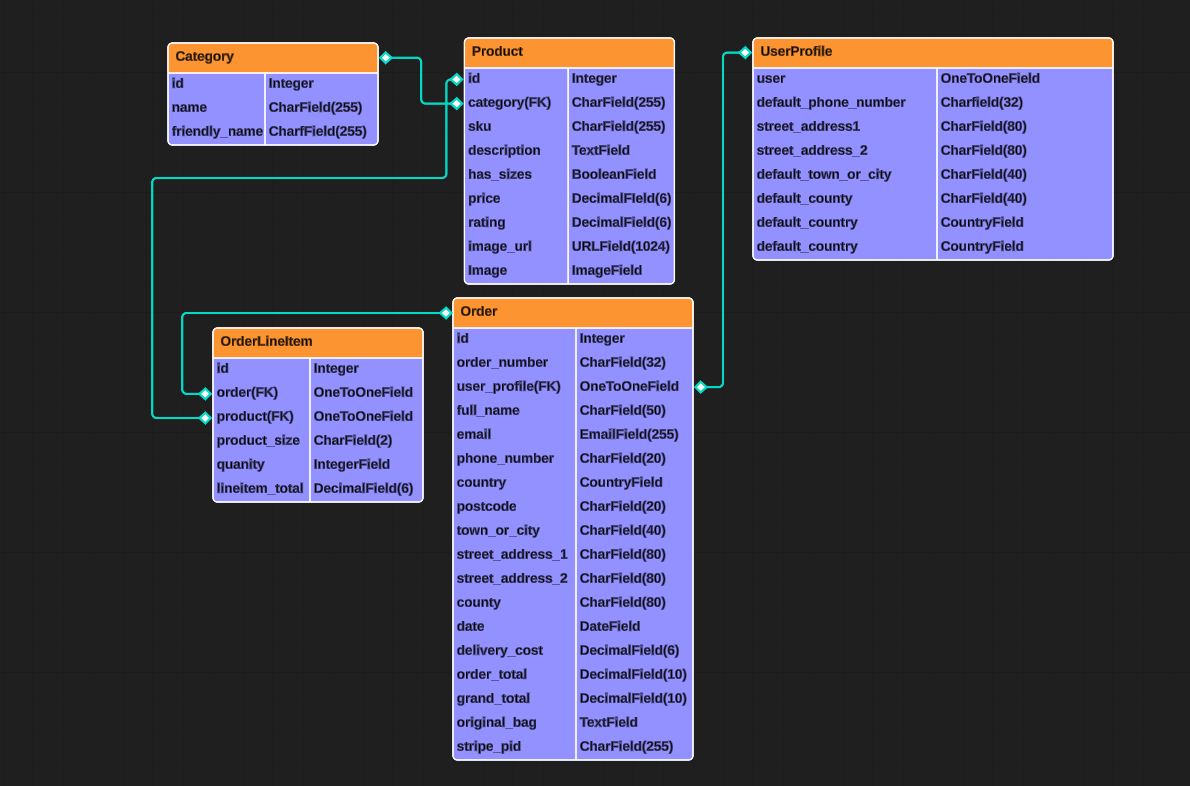 Category
id Integer
name CharField(255)
friendly_name CharfField(255)
Product
id Integer
category(FK) CharField(255)
sku CharField(255)
description TextField
has_sizes BooleanField
price DecimalFIeld(6)
rating DecimalField(6)
image_url URLField(1024)
Image ImageField
UserProfile
user OneToOneField
default_phone_number Charfield(32)
street_address1 CharField(80)
street_address_2 CharField(80)
default_town_or_city CharField(40)
default_county CharField(40)
default_country CountryField
default_country CountryField
OrderLineItem
id Integer
order(FK) OneToOneField
product(FK) OneToOneField
product_size CharField(2)
quanity IntegerField
lineitem_total DecimalField(6)
Order
id Integer
order_number CharField(32)
user_profile(FK) OneToOneField
full_name CharField(50)
email EmailField(255)
phone_number CharField(20)
country CountryField
postcode CharField(20)
town_or_city CharField(40)
street_address_1 CharField(80)
street_address_2 CharField(80)
county CharField(80)
date DateField
delivery_cost DecimalField(6)
order_total DecimalField(10)
grand_total DecimalField(10)
original_bag TextField
stripe_pid CharField(255)